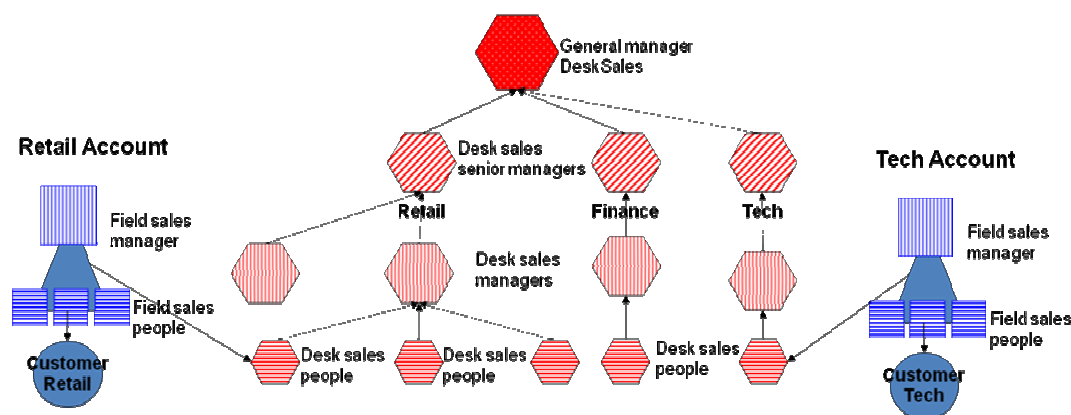 General manager
Desk Sales
Retail Account
Desk sales
senior managers
Tech Account
Retail
Finance
Tech
Field sales
manager
Desk sales
managers
Field sales
manager
Field sales
people
Desk sales
people
Desk sales
people
Desk sales
people
Field sales
people
Customer
Retail
Customer
Tech